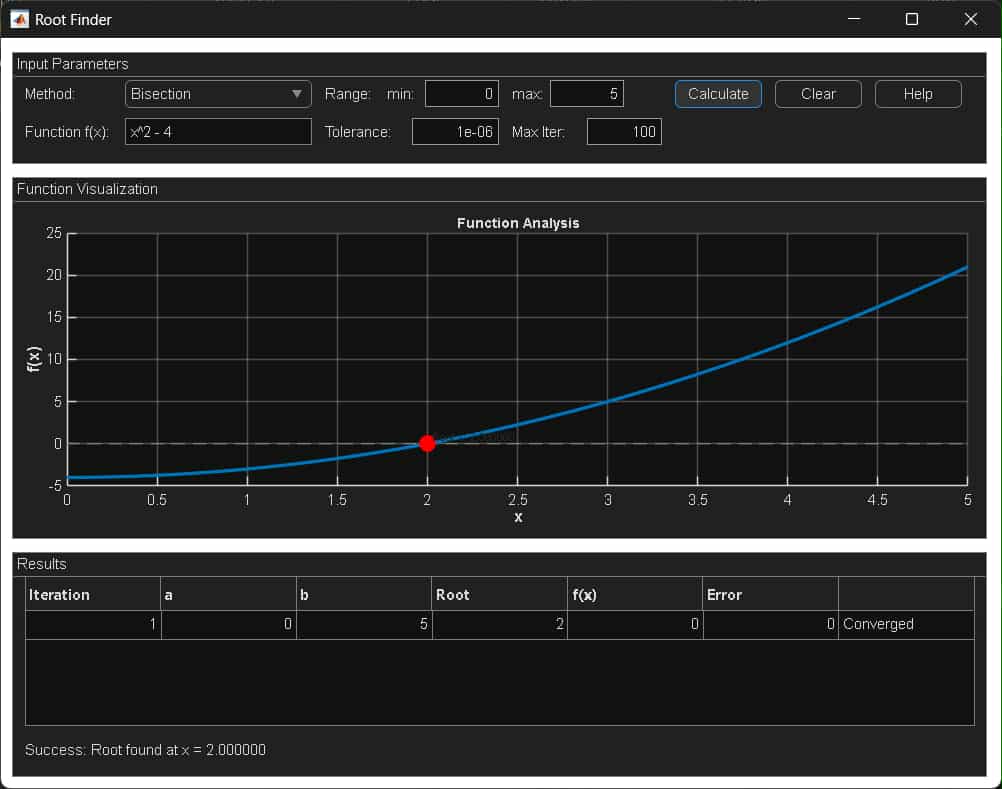 Root Finder
Input Parameters
Method: Bisection Range: min: 0 max: 5 Calculate Clear Help
Function f(x): x^2 - 4 Tolerance: 1e-06 Max Iter: 100
Function Visualization
Function Analysis
25
20
15
10
5
0
-5
f(x)
0 0.5 1 1.5 2 2.5 3 3.5 4 4.5 5
x
Results
Iteration a b Root f(x) Error
1 0 5 2 0 0 Converged
Success: Root found at x = 2.000000